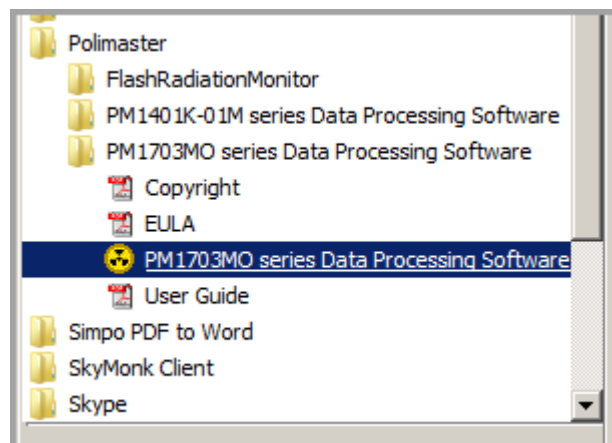 Polimaster
FlashRadiationMonitor
PM1401K-01M series Data Processing Software
PM1703MO series Data Processing Software
Copyright
EULA
PM1703MO series Data Processing Software
User Guide
Simpo PDF to Word
SkyMonk Client
Skype